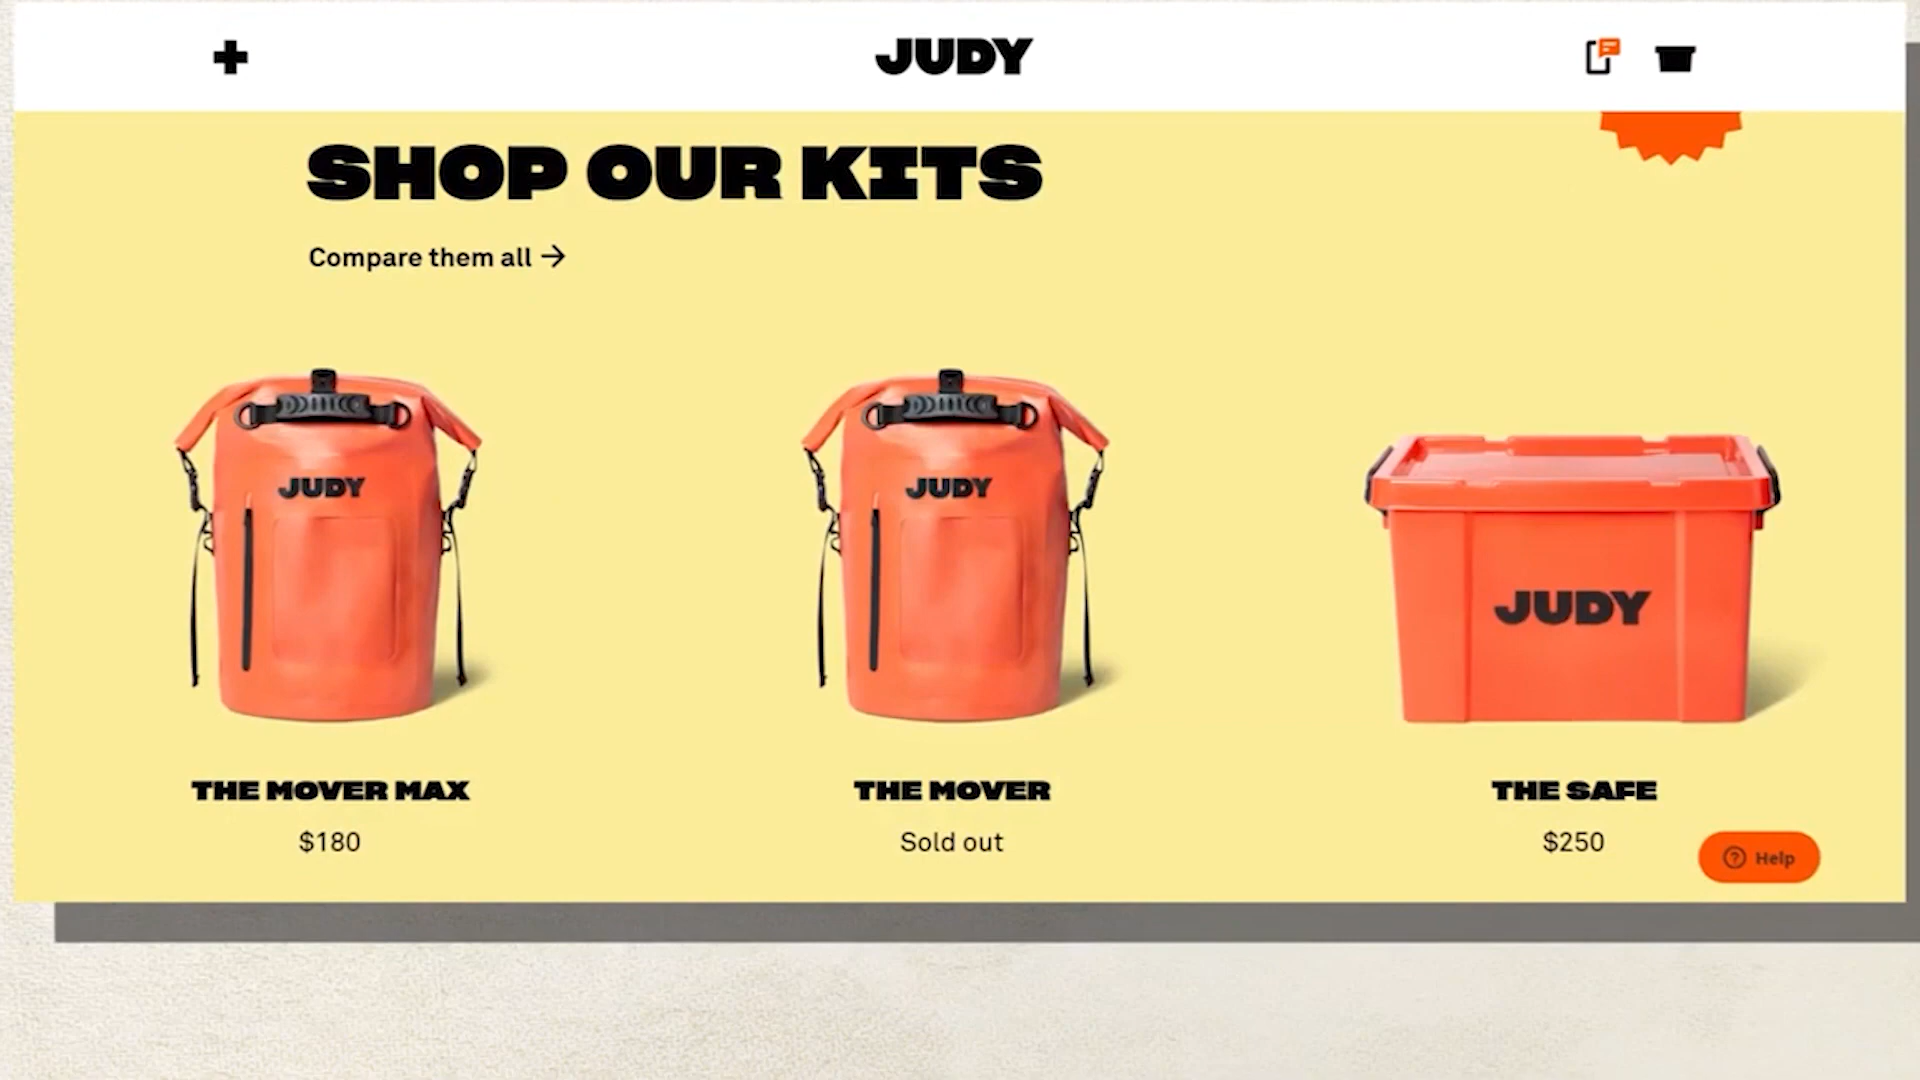 JUDY
SHOP OUR KITS
Compare them all →
JUDY
JUDY
JUDY
THE MOVER MAX
THE MOVER
THE SAFE
$180
Sold out
$250
? Help